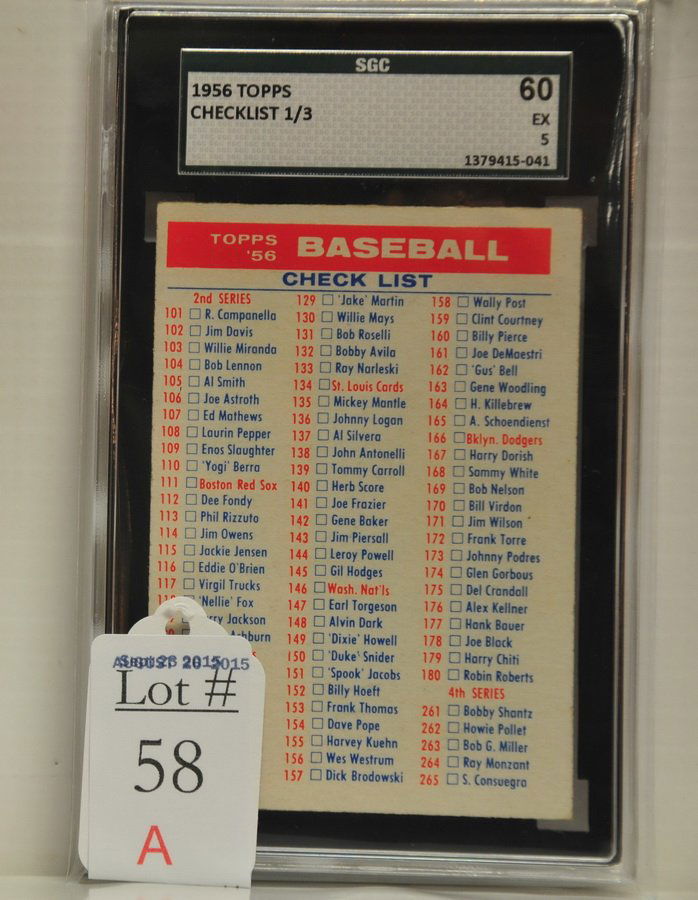 SGC
1956 TOPPS
CHECKLIST 1/3
60
EX
5
1379415-041
TOPPS
'56
BASEBALL
CHECK LIST
2nd SERIES
101 R. Campanella
102 Jim Davis
103 Willie Miranda
104 Bob Lennon
105 Al Smith
106 Joe Astroth
107 Ed Mathews
108 Laurin Pepper
109 Enos Slaughter
110 'Yogi' Berra
111 Boston Red Sox
112 Dee Fondy
113 Phil Rizzuto
114 Jim Owens
115 Jackie Jensen
116 Eddie O'Brien
117 Virgil Trucks
'Nellie' Fox
Jackson
Ashburn
129 'Jake' Martin
130 Willie Mays
131 Bob Roselli
132 Bobby Avila
133 Ray Narleski
134 St. Louis Cards
135 Mickey Mantle
136 Johnny Logan
137 Al Silvera
138 John Antonelli
139 Tommy Carroll
140 Herb Score
141 Joe Frazier
142 Gene Baker
143 Jim Piersall
144 Leroy Powell
145 Gil Hodges
146 Wash. Nat'ls
147 Earl Torgeson
148 Alvin Dark
149 'Dixie' Howell
150 'Duke' Snider
151 'Spook' Jacobs
152 Billy Hoeft
153 Frank Thomas
154 Dave Pope
155 Harvey Kuehn
156 Wes Westrum
157 Dick Brodowski
158 Wally Post
159 Clint Courtney
160 Billy Pierce
161 Joe DeMaestri
162 'Gus' Bell
163 Gene Woodling
164 H. Killebrew
165 A. Schoendienst
166 Bklyn. Dodgers
167 Harry Dorish
168 Sammy White
169 Bob Nelson
170 Bill Virdon
171 Jim Wilson
172 Frank Torre
173 Johnny Podres
174 Glen Gorbous
175 Del Crandall
176 Alex Kellner
177 Hank Bauer
178 Joe Black
179 Harry Chiti
180 Robin Roberts
4th SERIES
261 Bobby Shantz
262 Howie Pollet
263 Bob G. Miller
264 Ray Monzant
265 S. Consuegra
2015
Lot #
58
A